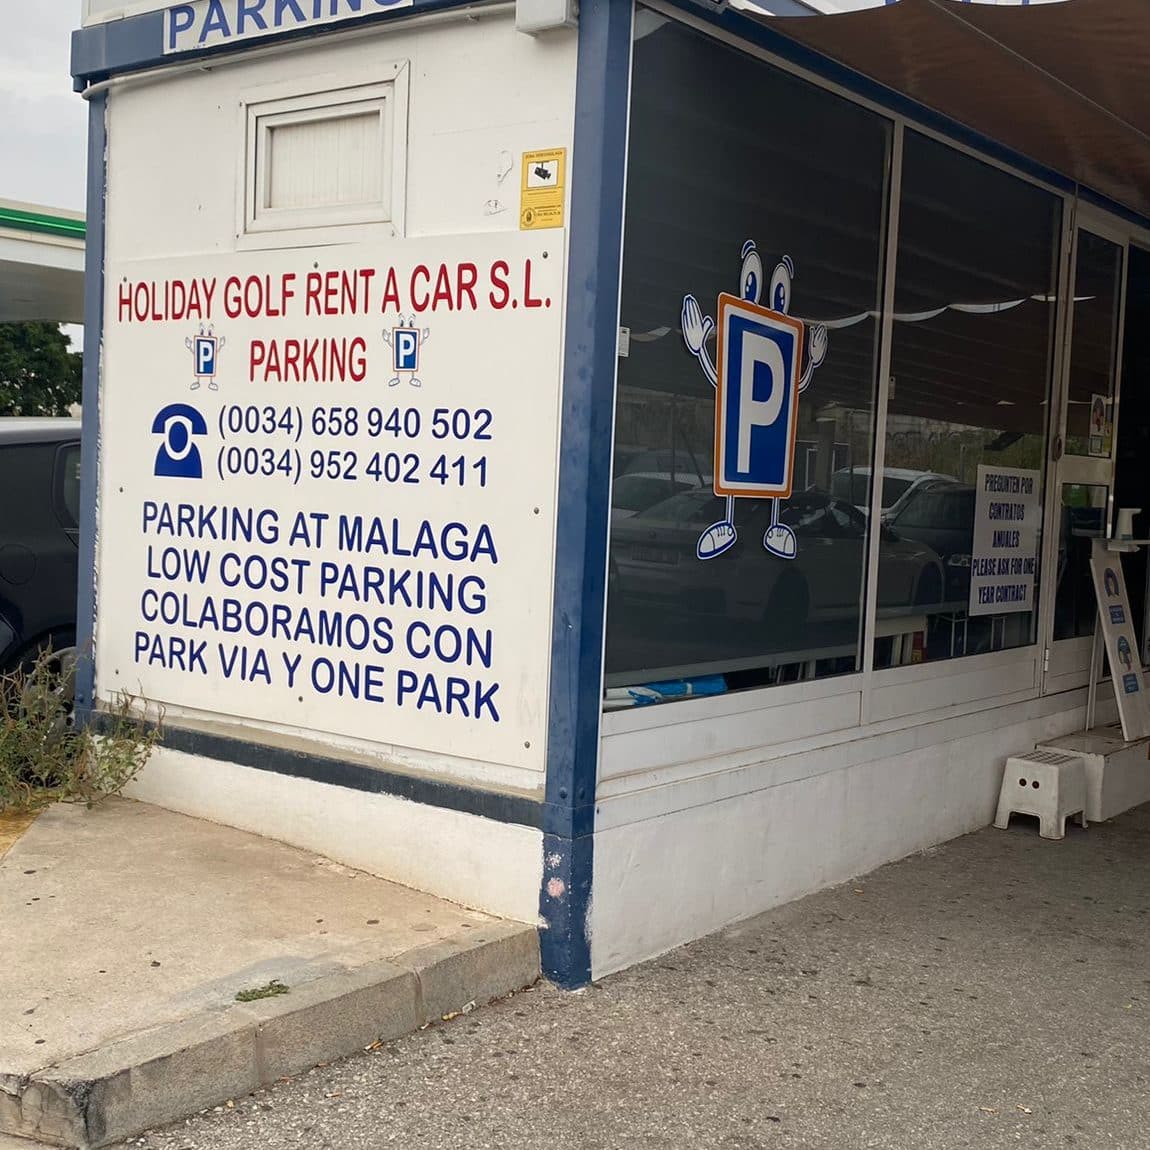 PARKING
HOLIDAY GOLF RENT A CAR S.L.
P PARKING P
(0034) 658 940 502
(0034) 952 402 411
PARKING AT MALAGA
LOW COST PARKING
COLABORAMOS CON
PARK VIA Y ONE PARK
P
PREGUNTEN POR
CONTRATOS
ANUALES
PLEASE ASK FOR ONE
YEAR CONTRACT